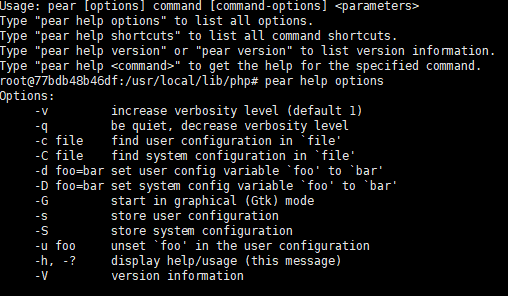 Usage: pear [options] command [command-options] <parameters>
Type "pear help options" to list all options.
Type "pear help shortcuts" to list all command shortcuts.
Type "pear help version" or "pear version" to list version information.
Type "pear help <command>" to get the help for the specified command.
root@77bdb48b46df:/usr/local/lib/php# pear help options
Options:
     -v         increase verbosity level (default 1)
     -q         be quiet, decrease verbosity level
     -c file    find user configuration in `file'
     -C file    find system configuration in `file'
     -d foo=bar set user config variable `foo' to `bar'
     -D foo=bar set system config variable `foo' to `bar'
     -G         start in graphical (Gtk) mode
     -s         store user configuration
     -S         store system configuration
     -u foo     unset `foo' in the user configuration
     -h, -?     display help/usage (this message)
     -V         version information